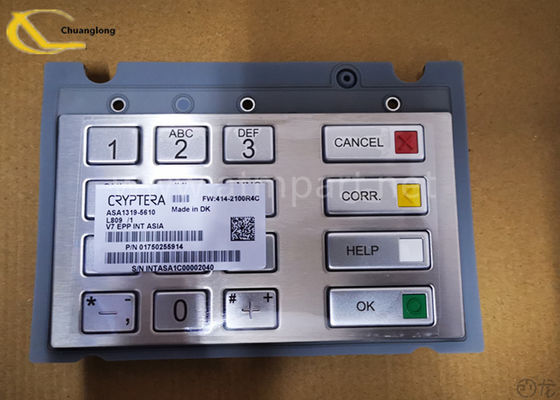 Chuanglong
ABC DEF
1 2 3 CANCEL
CRYPTERA FW:414-2100R4C
ASA1319-5610 Made in DK
L809 /1
V7 EPP INT ASIA
P/N 01750255914
S/N INTASA1C00002040
CORR.
HELP
* - , ; 0 # + OK